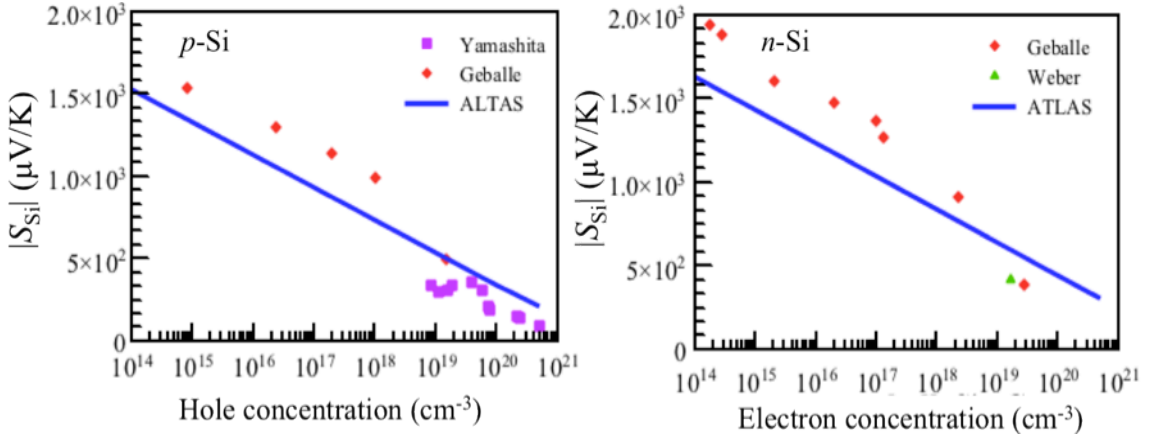 2.0×10³
p-Si
Yamashita
Geballe
ALTAS
1.5×10³
1.0×10³
5×10²
0
|S_Si| (μV/K)
10¹⁴ 10¹⁵ 10¹⁶ 10¹⁷ 10¹⁸ 10¹⁹ 10²⁰ 10²¹
Hole concentration (cm⁻³)
2.0×10³
n-Si
Geballe
Weber
ATLAS
1.5×10³
1.0×10³
5×10²
0
|S_Si| (μV/K)
10¹⁴ 10¹⁵ 10¹⁶ 10¹⁷ 10¹⁸ 10¹⁹ 10²⁰ 10²¹
Electron concentration (cm⁻³)